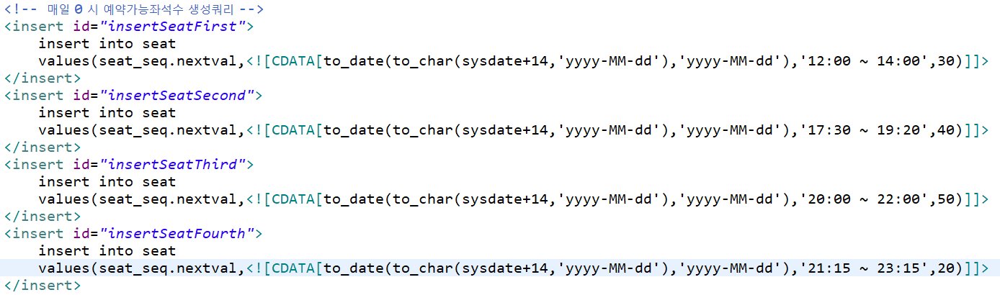 <!-- 매일 0시 예약가능좌석수 생성쿼리 -->
<insert id="insertSeatFirst">
    insert into seat
    values(seat_seq.nextval,<![CDATA[to_date(to_char(sysdate+14,'yyyy-MM-dd'),'yyyy-MM-dd'),'12:00 ~ 14:00',30)]]>
</insert>
<insert id="insertSeatSecond">
    insert into seat
    values(seat_seq.nextval,<![CDATA[to_date(to_char(sysdate+14,'yyyy-MM-dd'),'yyyy-MM-dd'),'17:30 ~ 19:20',40)]]>
</insert>
<insert id="insertSeatThird">
    insert into seat
    values(seat_seq.nextval,<![CDATA[to_date(to_char(sysdate+14,'yyyy-MM-dd'),'yyyy-MM-dd'),'20:00 ~ 22:00',50)]]>
</insert>
<insert id="insertSeatFourth">
    insert into seat
    values(seat_seq.nextval,<![CDATA[to_date(to_char(sysdate+14,'yyyy-MM-dd'),'yyyy-MM-dd'),'21:15 ~ 23:15',20)]]>
</insert>